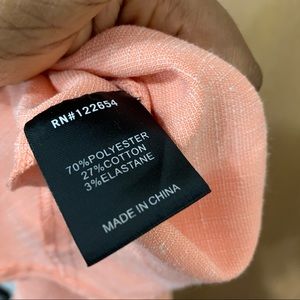 RN#122654
70%POLYESTER
27%COTTON
3%ELASTANE
MADE IN CHINA